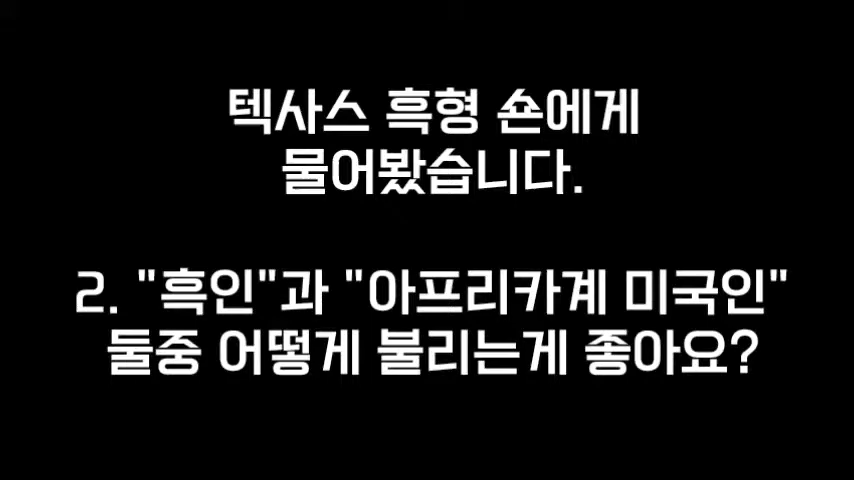 텍사스 흑형 숀에게
물어봤습니다.
2. "흑인"과 "아프리카계 미국인"
둘중 어떻게 불리는게 좋아요?